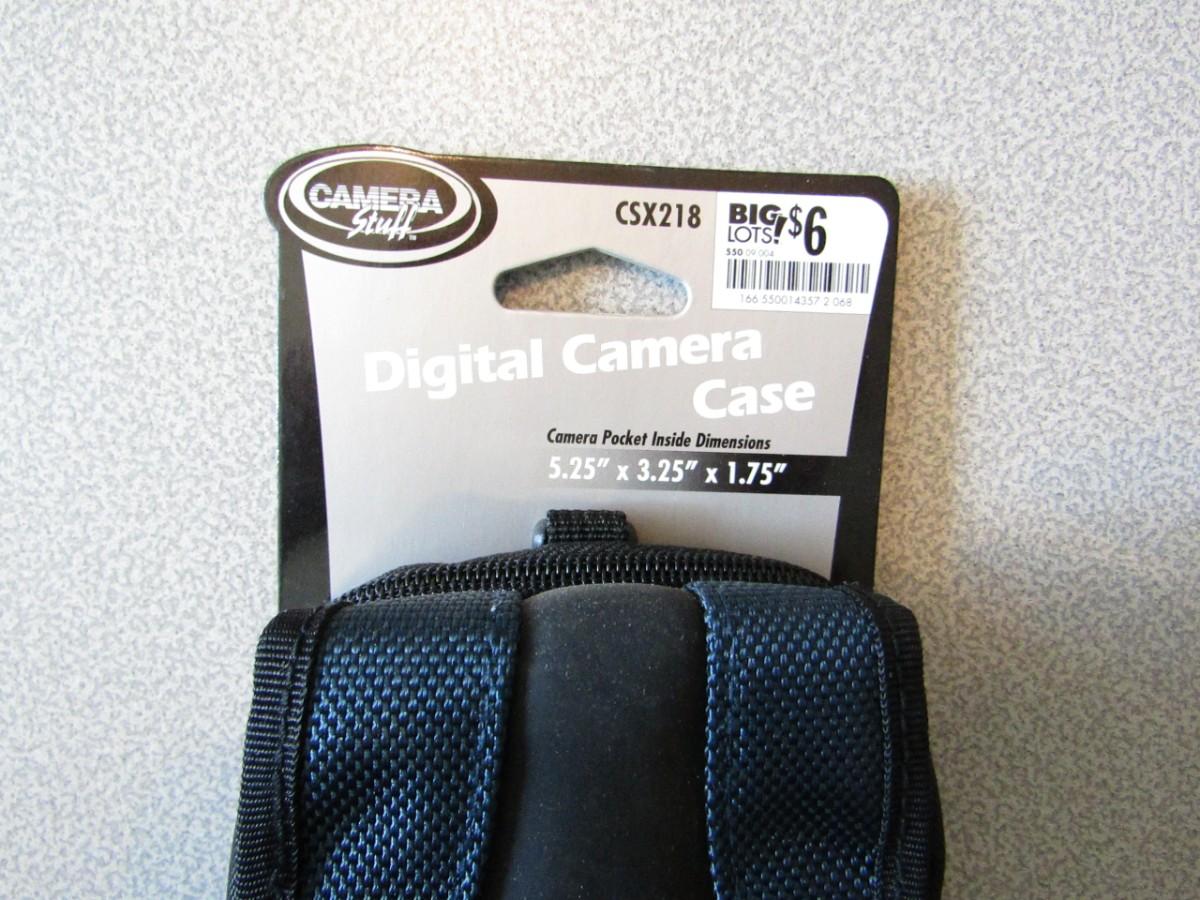 CAMERA
Stuff™
CSX218
BIG LOTS! $6
550 09.004
166 550014357 2 068
Digital Camera
Case
Camera Pocket Inside Dimensions
5.25" x 3.25" x 1.75"